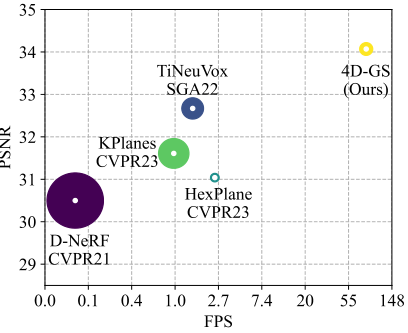 35
34
33
32
31
30
29
PSNR
TiNeuVox
SGA22
4D-GS
(Ours)
KPlanes
CVPR23
HexPlane
CVPR23
D-NeRF
CVPR21
0.0 0.1 0.4 1.0 2.7 7.4 20 55 148
FPS